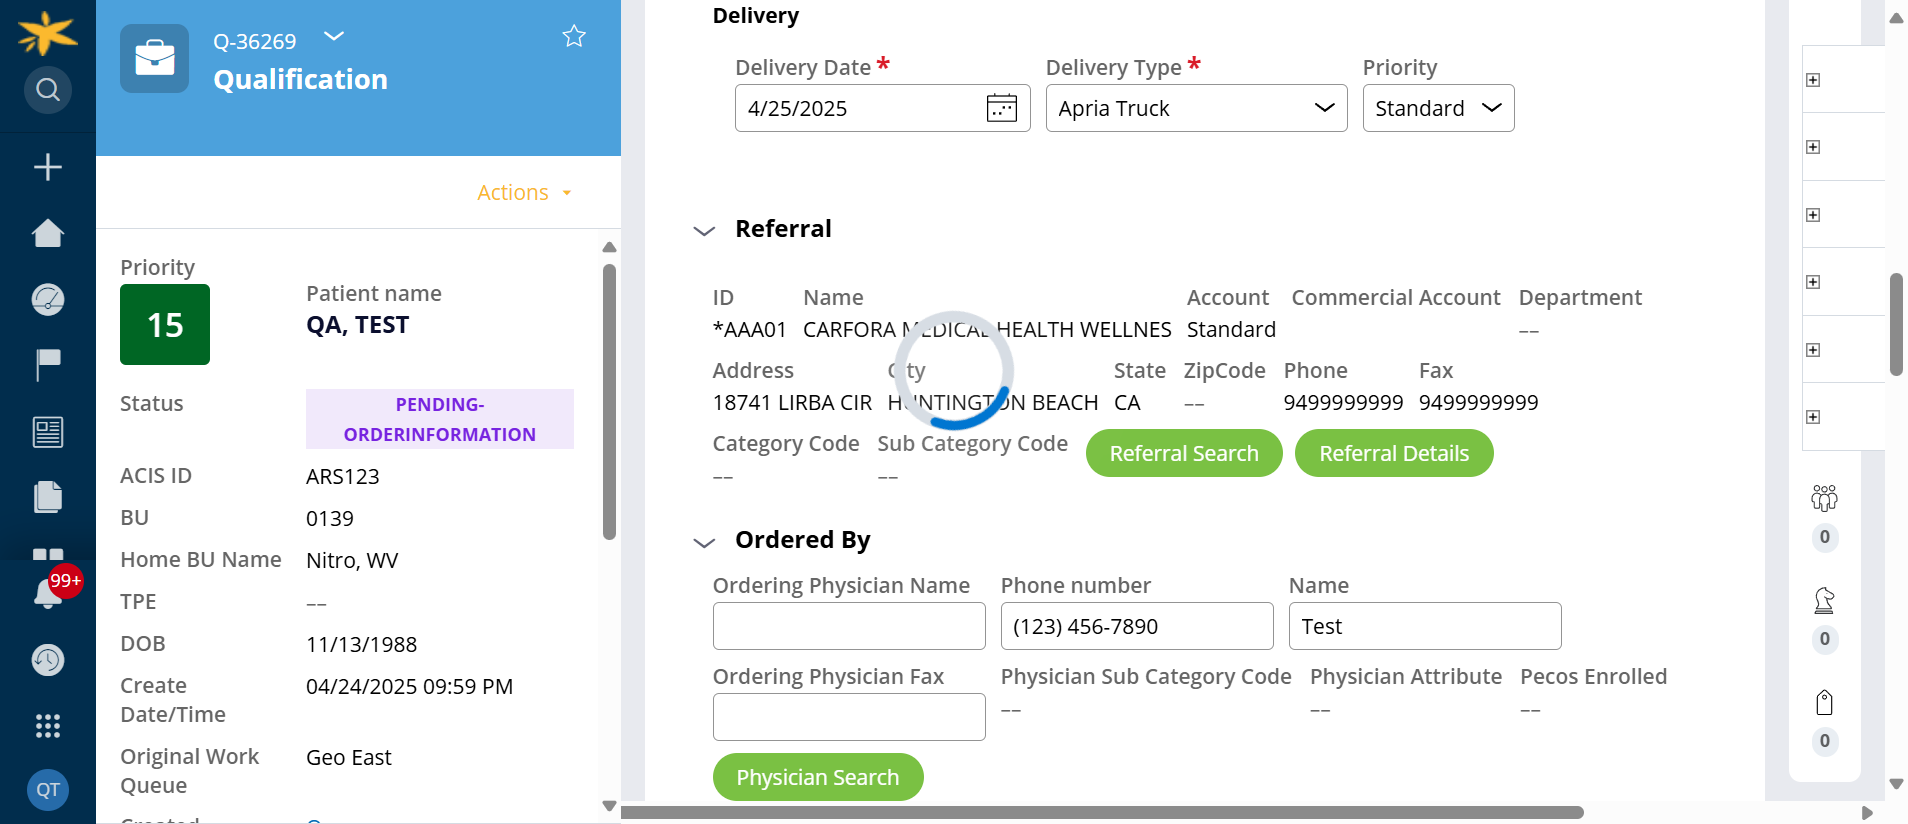 Q-36269
Qualification
Actions
Priority
15
Patient name
QA, TEST
Status
PENDING-
ORDERINFORMATION
ACIS ID
ARS123
BU
0139
Home BU Name
Nitro, WV
TPE
––
DOB
11/13/1988
Create
Date/Time
04/24/2025 09:59 PM
Original Work
Queue
Geo East
99+
QT
Delivery
Delivery Date *
Delivery Type *
Priority
4/25/2025
Apria Truck
Standard
Referral
ID Name Account Commercial Account Department
*AAA01 CARFORA MEDICAL HEALTH WELLNES Standard ––
Address City State ZipCode Phone Fax
18741 LIRBA CIR HUNTINGTON BEACH CA –– 9499999999 9499999999
Category Code Sub Category Code
–– ––
Referral Search
Referral Details
Ordered By
Ordering Physician Name Phone number Name
(123) 456-7890 Test
Ordering Physician Fax Physician Sub Category Code Physician Attribute Pecos Enrolled
–– –– ––
Physician Search
0
0
0